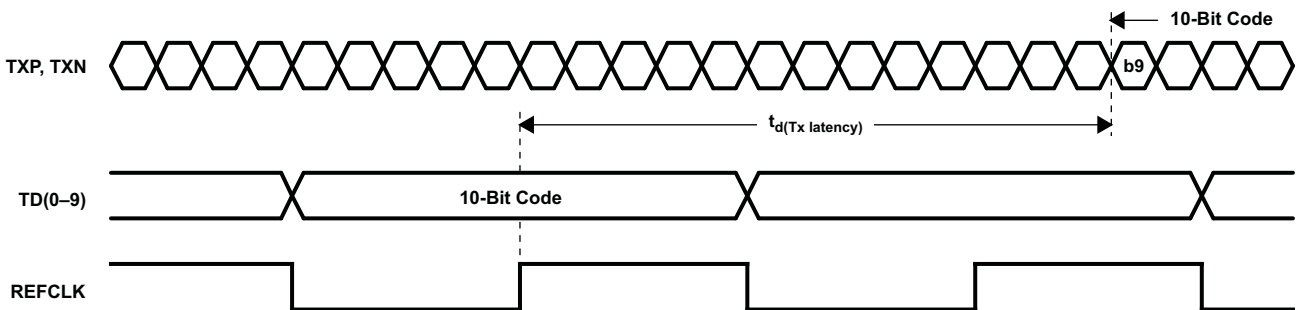 10-Bit Code
TXP, TXN
b9
td(Tx latency)
TD(0–9)
10-Bit Code
REFCLK